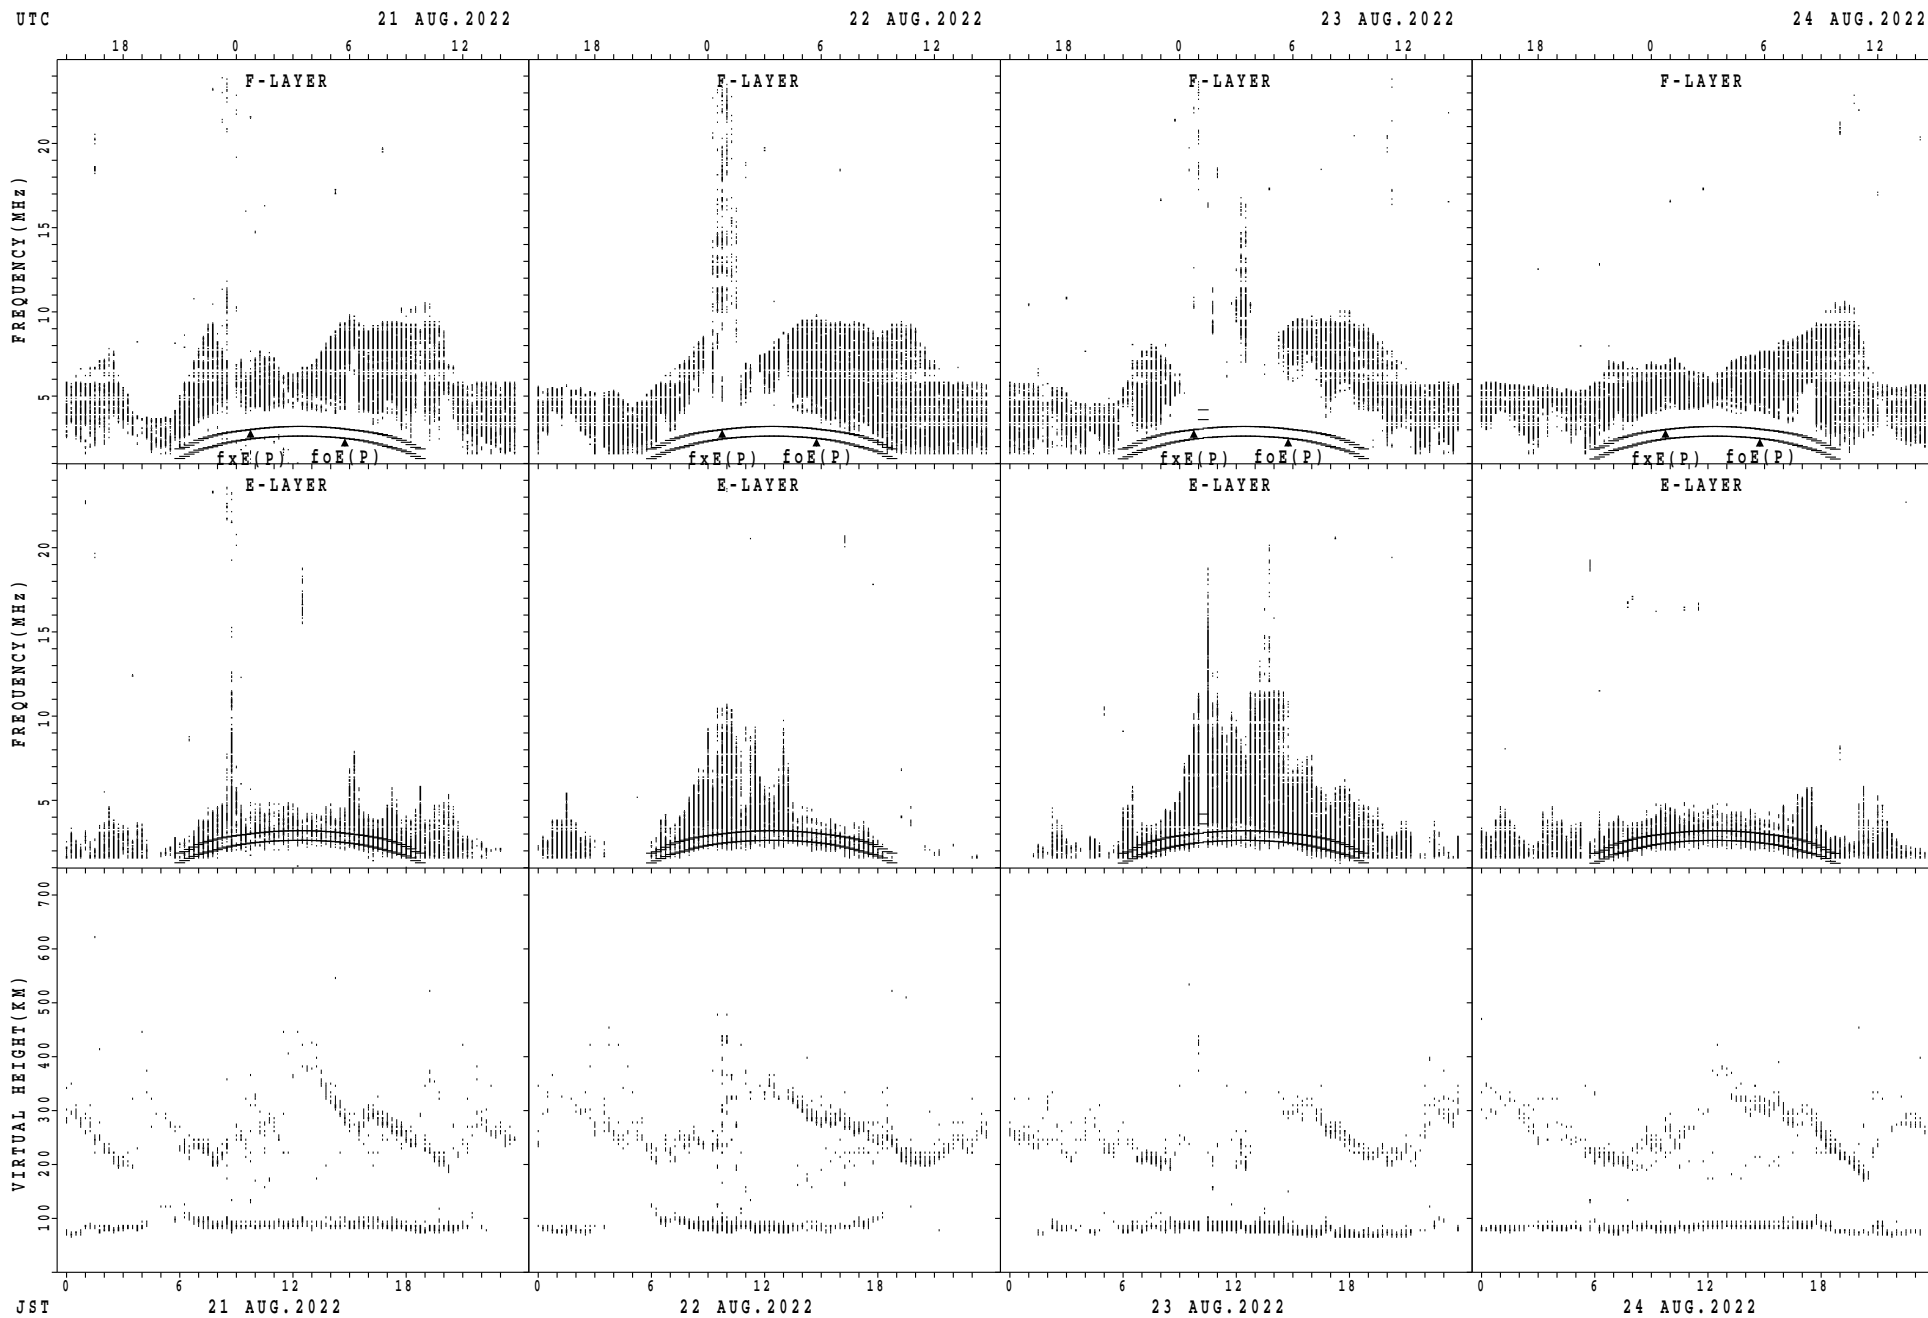 UTC 21 AUG.2022 22 AUG.2022 23 AUG.2022 24 AUG.2022
18 0 6 12 18 0 6 12 18 0 6 12 18 0 6 12
F-LAYER F-LAYER F-LAYER F-LAYER
FREQUENCY(MHz)
20
15
10
5
fxE(P) foE(P) fxE(P) foE(P) fxE(P) foE(P) fxE(P) foE(P)
E-LAYER E-LAYER E-LAYER E-LAYER
FREQUENCY(MHz)
20
15
10
5
VIRTUAL HEIGHT(KM)
700
600
500
400
300
200
100
0 6 12 18 0 6 12 18 0 6 12 18 0 6 12 18
JST 21 AUG.2022 22 AUG.2022 23 AUG.2022 24 AUG.2022